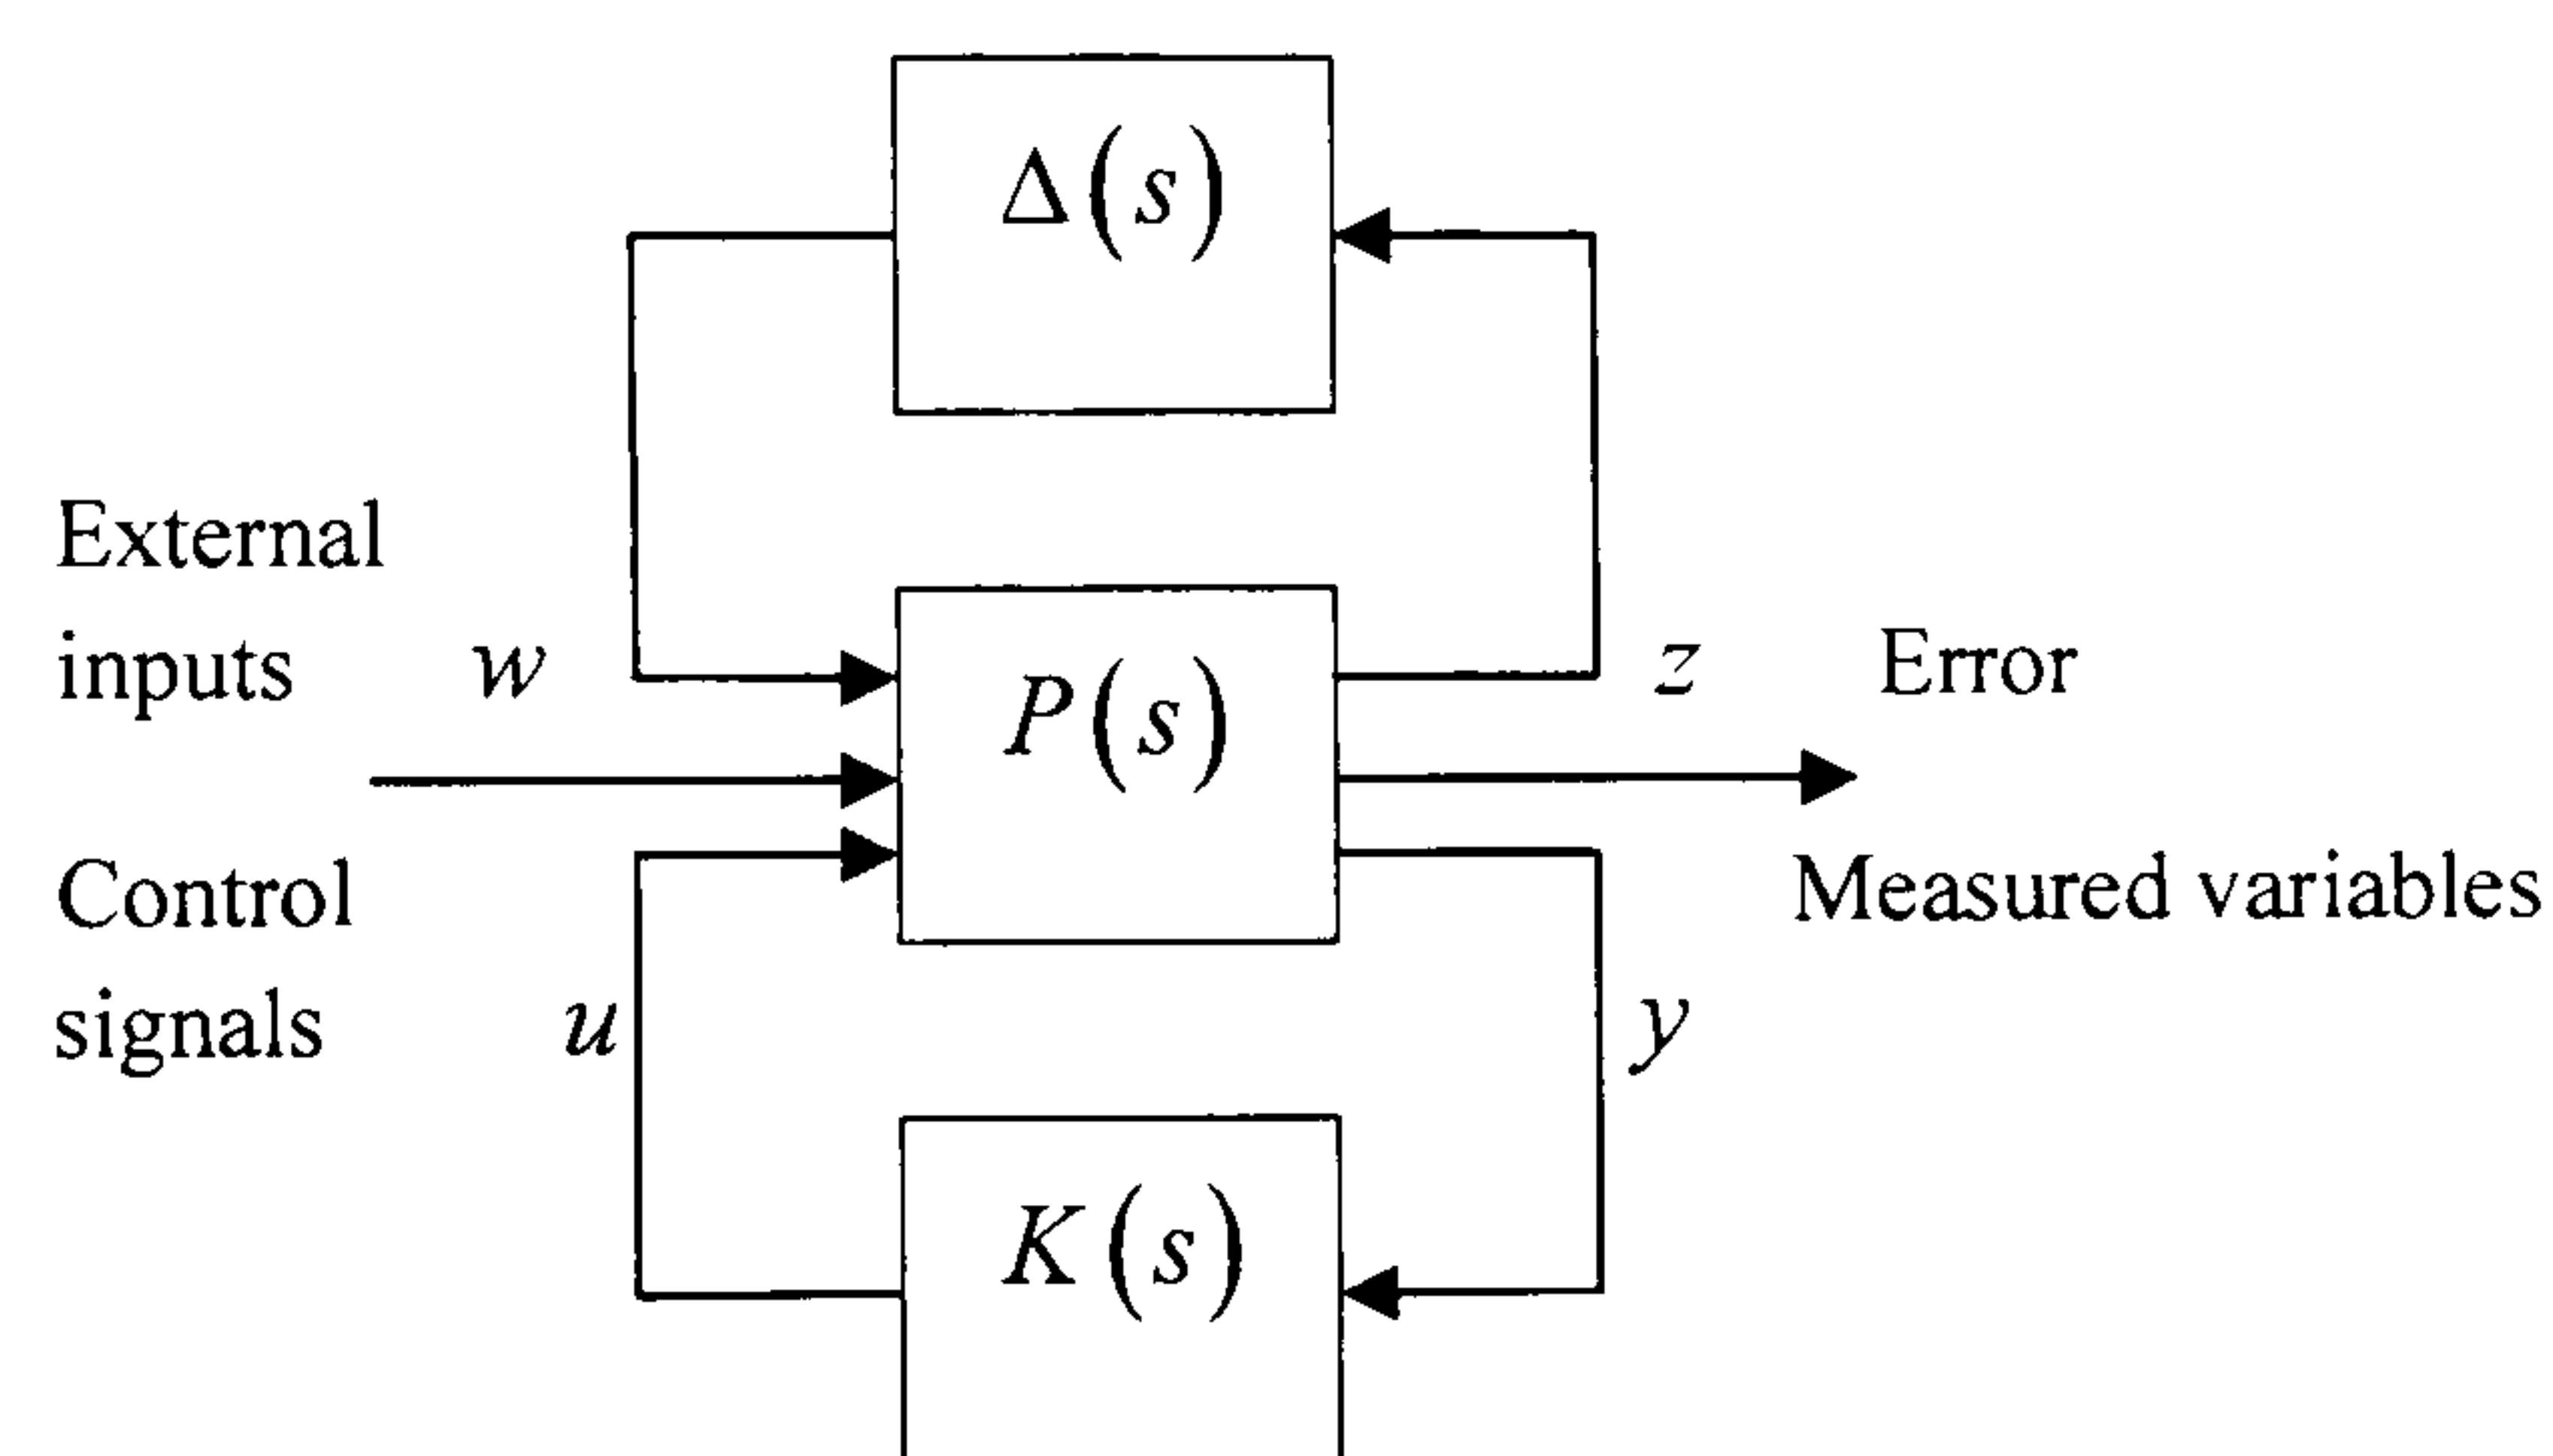 Δ(s)
External
inputs
w
P(s)
z
Error
Control
signals
u
Measured variables
y
K(s)